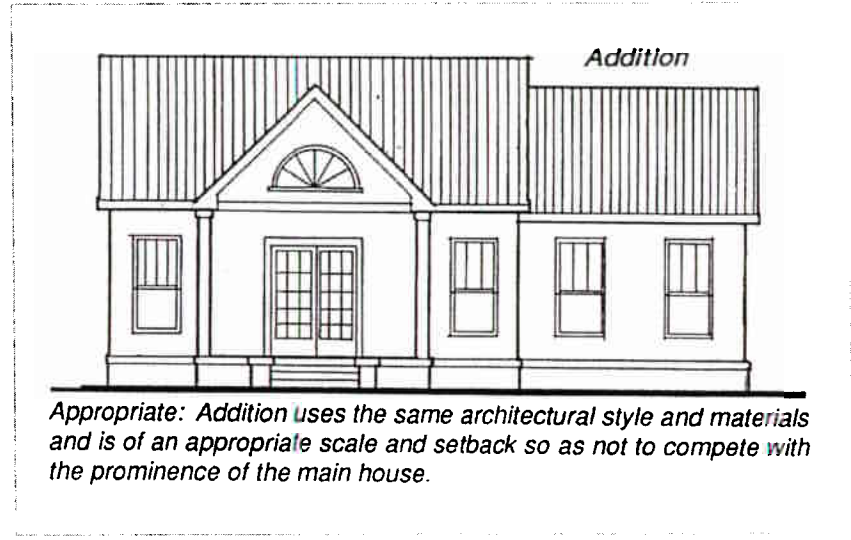 Addition
Appropriate: Addition uses the same architectural style and materials
and is of an appropriate scale and setback so as not to compete with
the prominence of the main house.